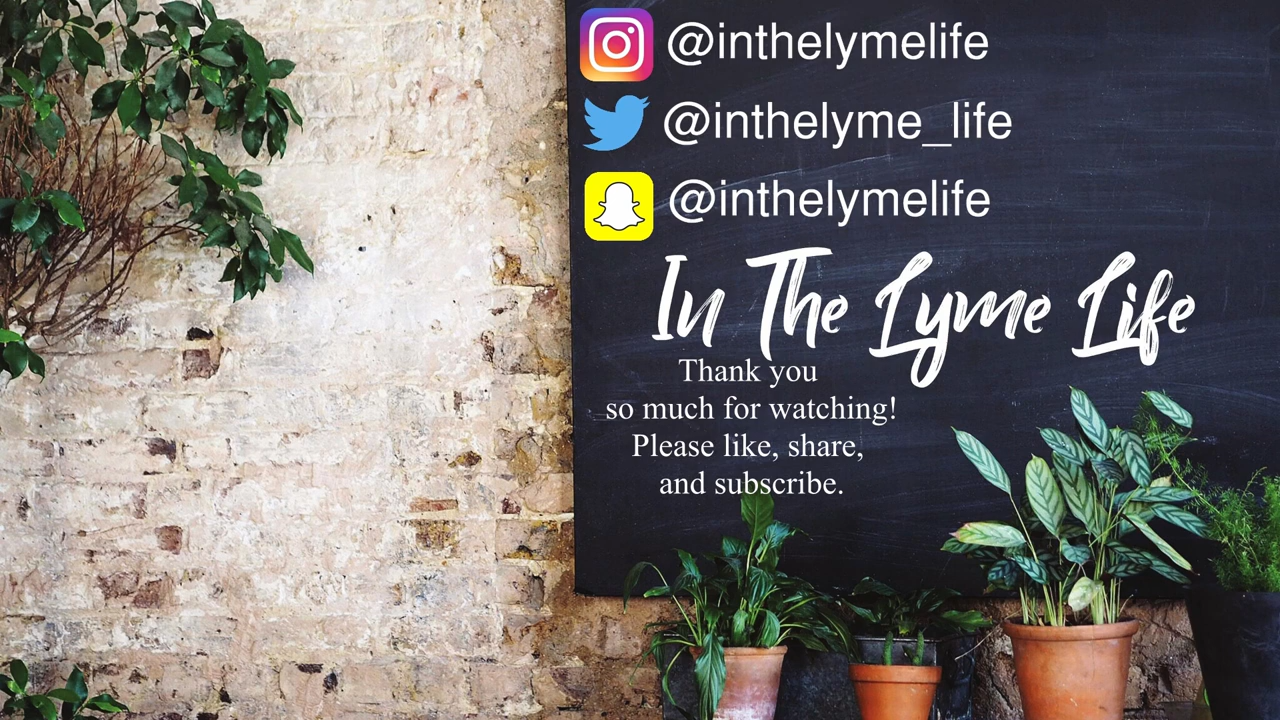 @inthelymelife
@inthelyme_life
@inthelymelife
In The Lyme Life
Thank you
so much for watching!
Please like, share,
and subscribe.